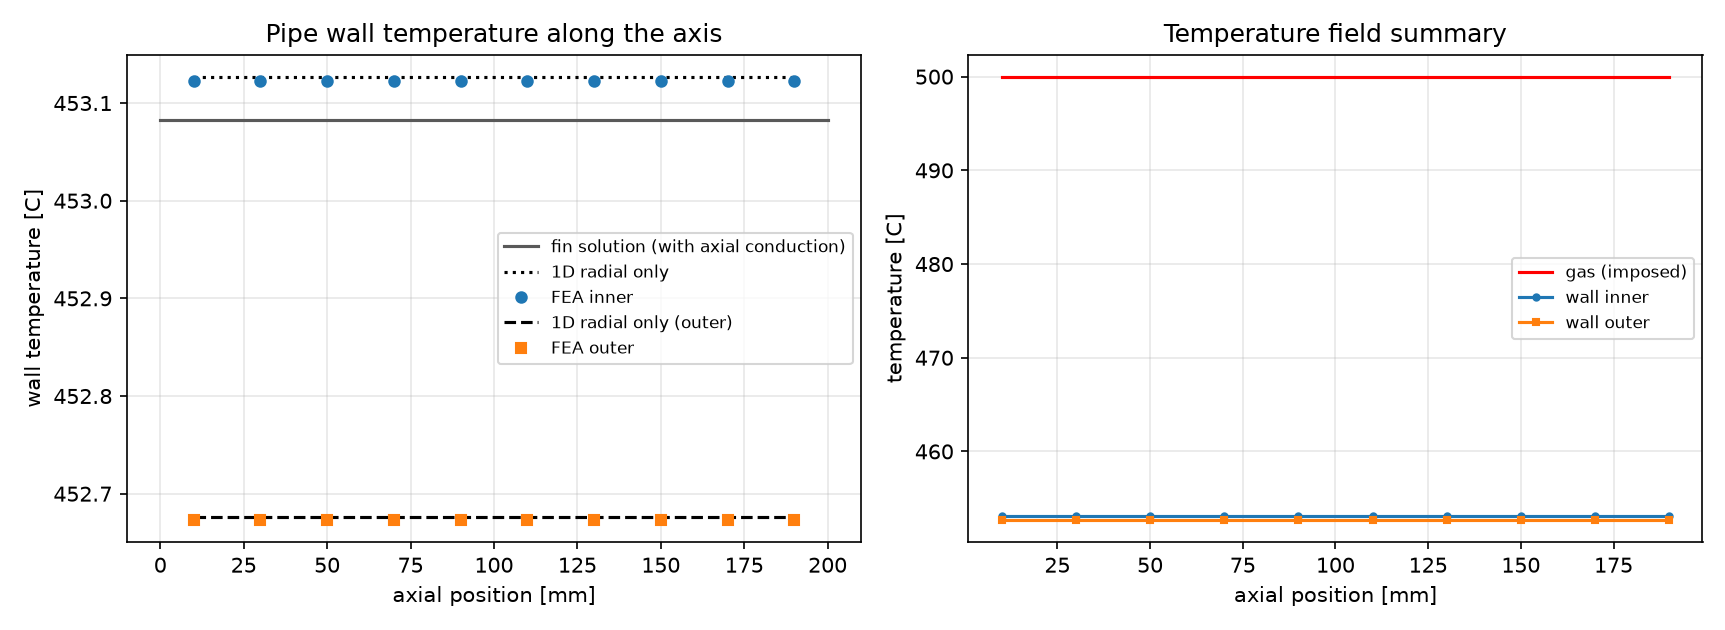 Pipe wall temperature along the axis
wall temperature [C]
453.1
453.0
452.9
452.8
452.7
fin solution (with axial conduction)
1D radial only
FEA inner
1D radial only (outer)
FEA outer
0 25 50 75 100 125 150 175 200
axial position [mm]
Temperature field summary
temperature [C]
500
490
480
470
460
gas (imposed)
wall inner
wall outer
25 50 75 100 125 150 175
axial position [mm]